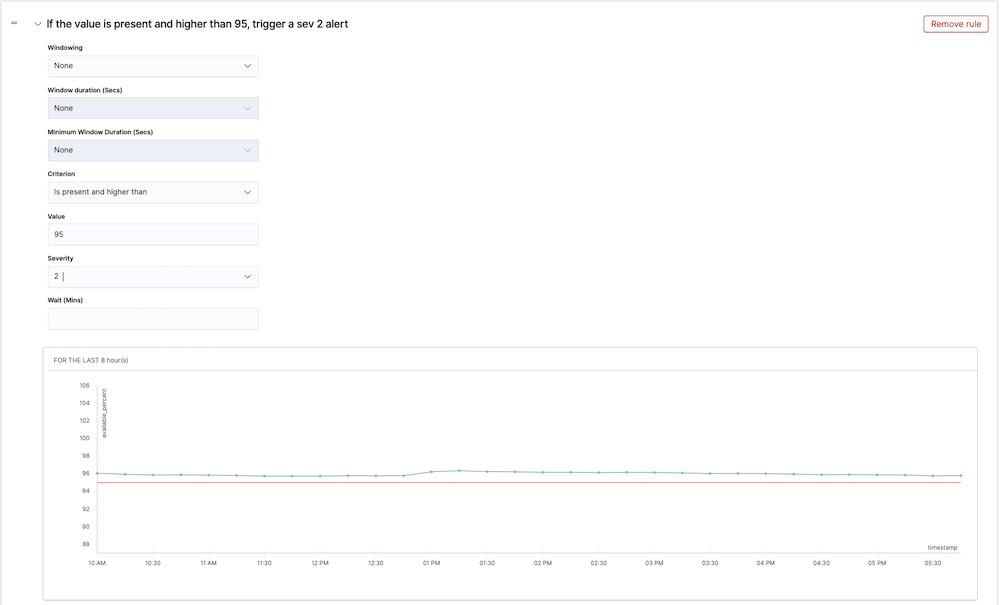 If the value is present and higher than 95, trigger a sev 2 alert
Remove rule
Windowing
None
Window duration (Secs)
None
Minimum Window Duration (Secs)
None
Criterion
Is present and higher than
Value
95
Severity
2
Wait (Mins)
FOR THE LAST 8 hour(s)
available_percent
106
104
102
100
98
96
94
92
90
88
timestamp
10 AM 10:30 11 AM 11:30 12 PM 12:30 01 PM 01:30 02 PM 02:30 03 PM 03:30 04 PM 04:30 05 PM 05:30